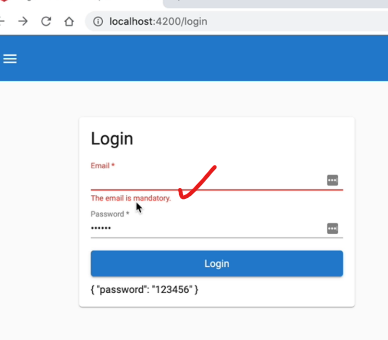 localhost:4200/login
Login
Email *
The email is mandatory.
Password *
••••••
Login
{ "password": "123456" }